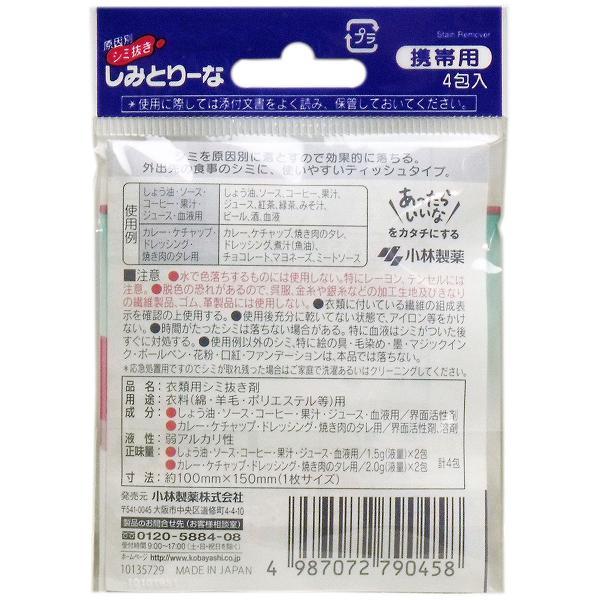 原因別
シミ抜き
しみとりーな
プラ
Stain Remover
携帯用
4包入
＊使用に際しては添付文書をよく読み、保管しておいてください。
シミを原因別に落とすので効果的に落ちる。
外出先の食事のシミに、使いやすいティッシュタイプ。
使用例
しょう油・ソース・コーヒー・果汁・ジュース・血液用
しょう油、ソース、コーヒー、果汁、ジュース、紅茶、緑茶、みそ汁、ビール、酒、血液
カレー・ケチャップ・ドレッシング・焼き肉のタレ用
カレー、ケチャップ、焼き肉のタレ、ドレッシング、煮汁(魚油)、チョコラト、マヨネーズ、ミートソース
あったらいいなをカタチにする
小林製薬
■注意 ●水で色落ちするものには使用しない。特にレーヨン、テンセルには
注意。●脱色の恐れがあるので、呉服、金糸や銀糸などの加工生地及びきなり
の繊維製品、ゴム、革製品には使用しない。●衣類に付いている繊維の組成表
示を確認の上使用する。●使用後充分に乾いてない状態で、アイロン等をかけ
ない。●時間がたったシミは落ちない場合がある。特に血液はシミがついた後
すぐに対処する。●使用例以外のシミ、特に絵の具・毛染め・墨・マジックイン
ク・ボールペン・花粉・口紅・ファンデーションは、本品では落ちない。
＊応急処置用ですのでシミが取れ残った場合はご家庭で洗濯あるいはクリーニングしてください。
品名：衣類用シミ抜き剤
用途：衣料(綿・羊毛・ポリエステル等)用
成分：●しょう油・ソース・コーヒー・果汁・ジュース・血液用/界面活性剤
●カレー・ケチャップ・ドレッシング・焼き肉のタレ用/界面活性剤、溶剤
液性：弱アルカリ性
正味量：●しょう油・ソース・コーヒー・果汁・ジュース・血液用/1.5g(液量)×2包
●カレー・ケチャップ・ドレッシング・焼き肉のタレ用/2.0g(液量)×2包 計4包
寸法：約100mm×150mm(1枚サイズ)
発売元 小林製薬株式会社
〒541-0045 大阪市中央区道修町4-4-10
製品のお問合せ先(お客様相談室)
0120-5884-08
受付時間9:00～17:00(土・日・祝日を除く)
ホームページ http://www.kobayashi.co.jp
10135729 MADE IN JAPAN
4 987072 790458